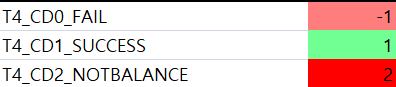 T4_CD0_FAIL -1
T4_CD1_SUCCESS 1
T4_CD2_NOTBALANCE 2